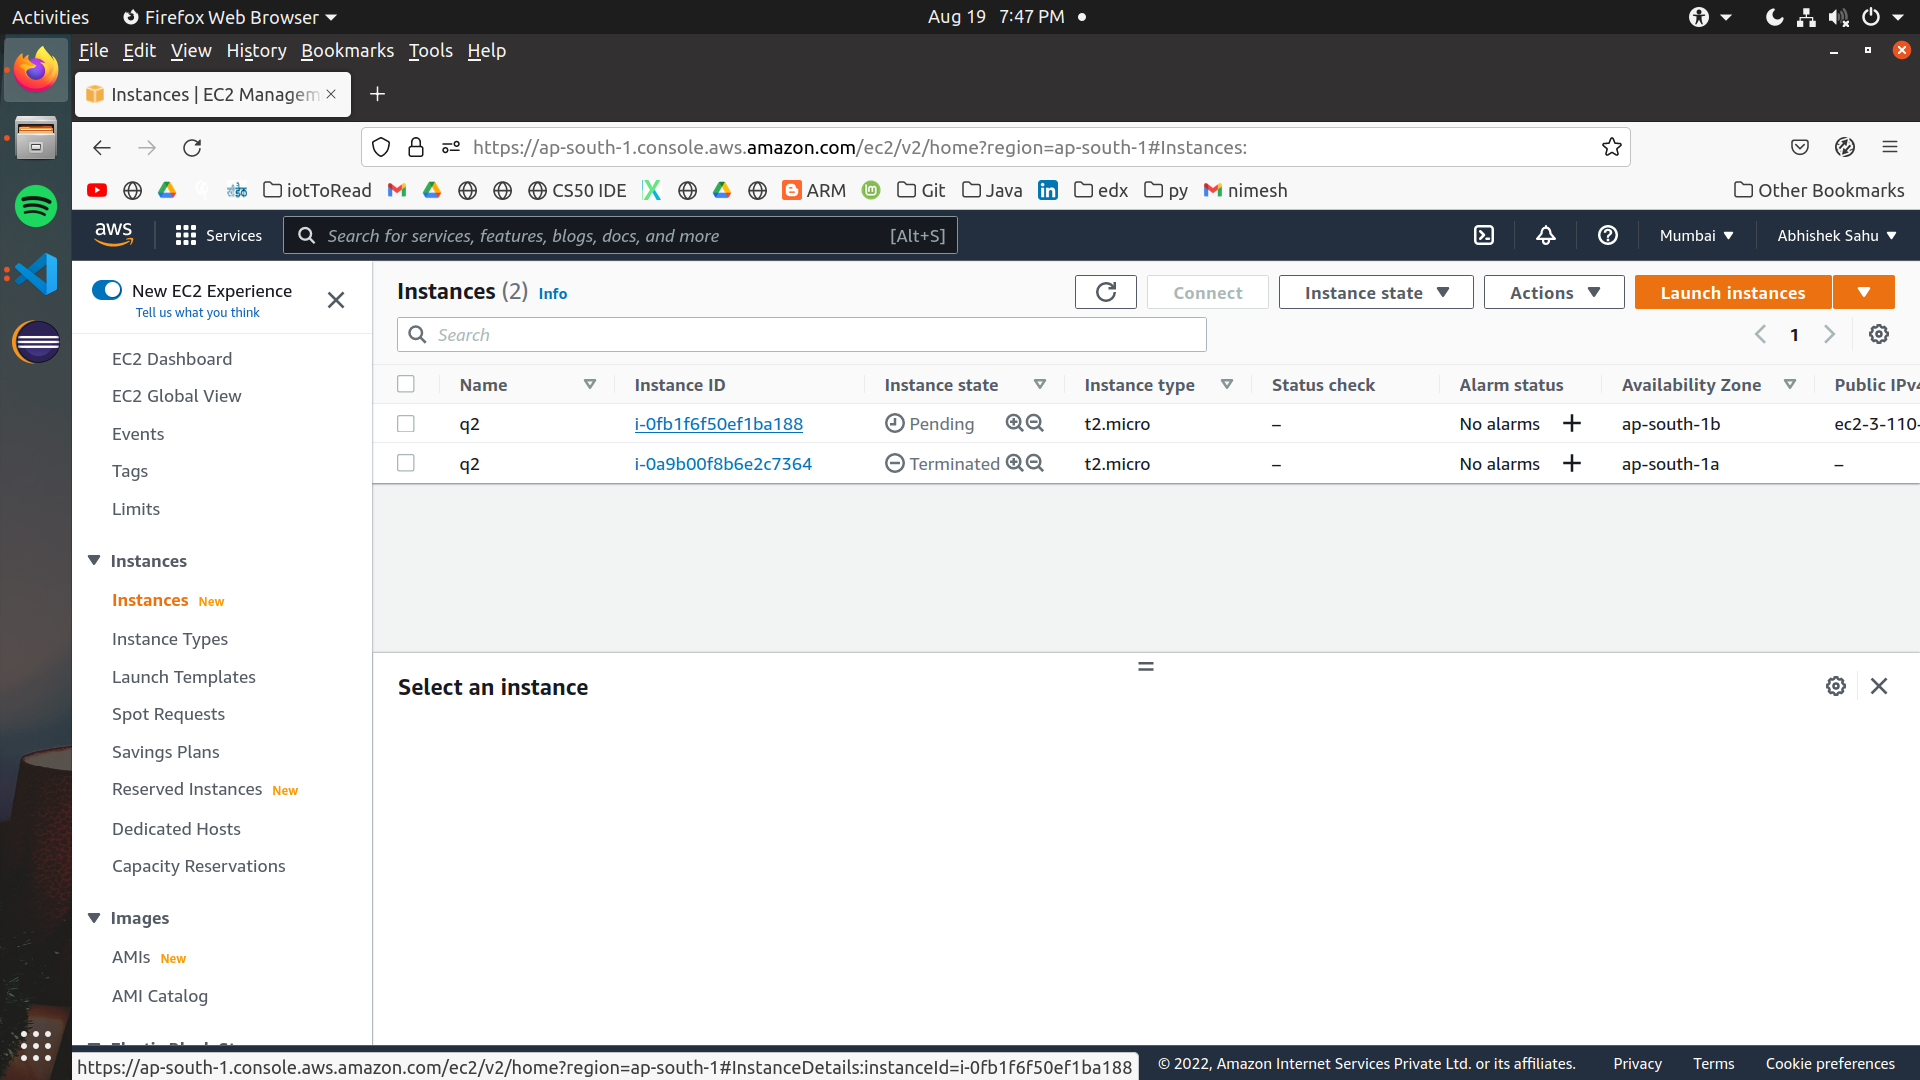 Activities Firefox Web Browser Aug 19 7:47 PM
File Edit View History Bookmarks Tools Help
Instances | EC2 Managem
https://ap-south-1.console.aws.amazon.com/ec2/v2/home?region=ap-south-1#Instances:
iotToRead CS50 IDE ARM Git Java edx py nimesh Other Bookmarks
aws Services Search for services, features, blogs, docs, and more [Alt+S] Mumbai Abhishek Sahu
New EC2 Experience
Tell us what you think
EC2 Dashboard
EC2 Global View
Events
Tags
Limits
Instances
Instances New
Instance Types
Launch Templates
Spot Requests
Savings Plans
Reserved Instances New
Dedicated Hosts
Capacity Reservations
Images
AMIs New
AMI Catalog
Instances (2) Info Connect Instance state Actions Launch instances
Search 1
Name Instance ID Instance state Instance type Status check Alarm status Availability Zone Public IPv4
q2 i-0fb1f6f50ef1ba188 Pending t2.micro – No alarms + ap-south-1b ec2-3-110-
q2 i-0a9b00f8b6e2c7364 Terminated t2.micro – No alarms + ap-south-1a –
Select an instance
https://ap-south-1.console.aws.amazon.com/ec2/v2/home?region=ap-south-1#InstanceDetails:instanceId=i-0fb1f6f50ef1ba188
© 2022, Amazon Internet Services Private Ltd. or its affiliates. Privacy Terms Cookie preferences